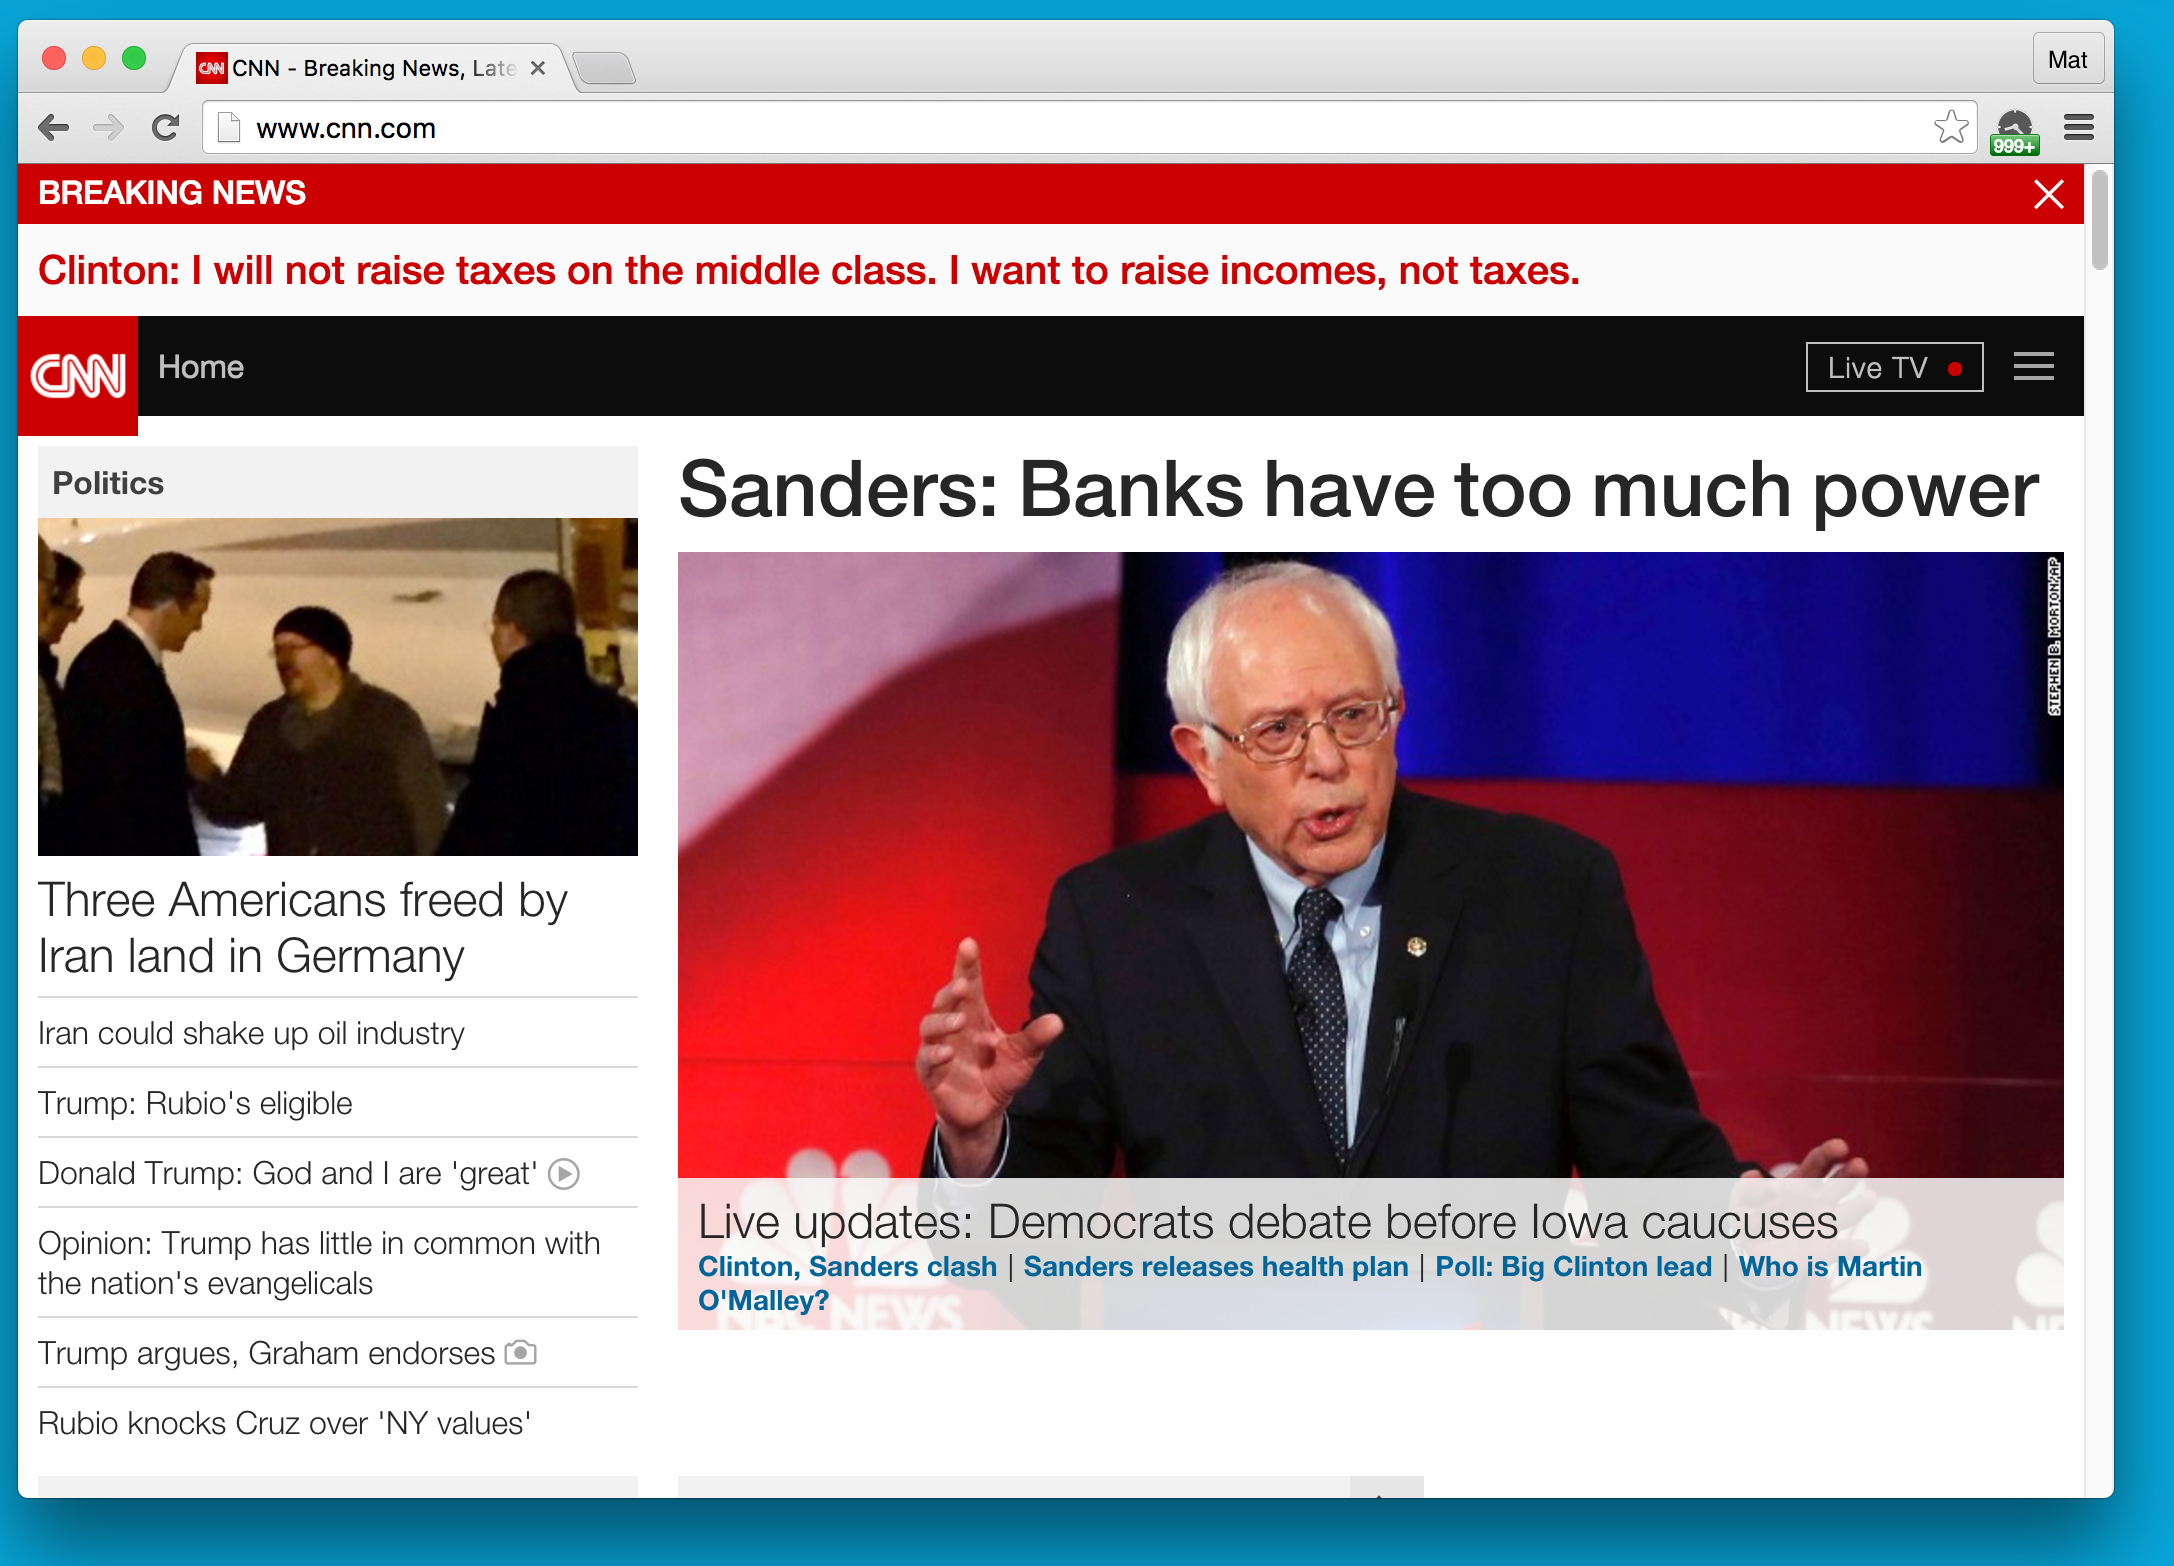 CNN
CNN - Breaking News, Late
Mat
www.cnn.com
999+
BREAKING NEWS
Clinton: I will not raise taxes on the middle class. I want to raise incomes, not taxes.
CNN
Home
Live TV
Politics
Three Americans freed by
Iran land in Germany
Iran could shake up oil industry
Trump: Rubio's eligible
Donald Trump: God and I are 'great'
Opinion: Trump has little in common with
the nation's evangelicals
Trump argues, Graham endorses
Rubio knocks Cruz over 'NY values'
Sanders: Banks have too much power
STEPHEN B. MORTON/AP
Live updates: Democrats debate before Iowa caucuses
Clinton, Sanders clash | Sanders releases health plan | Poll: Big Clinton lead | Who is Martin
O'Malley?
NBC NEWS
NEWS